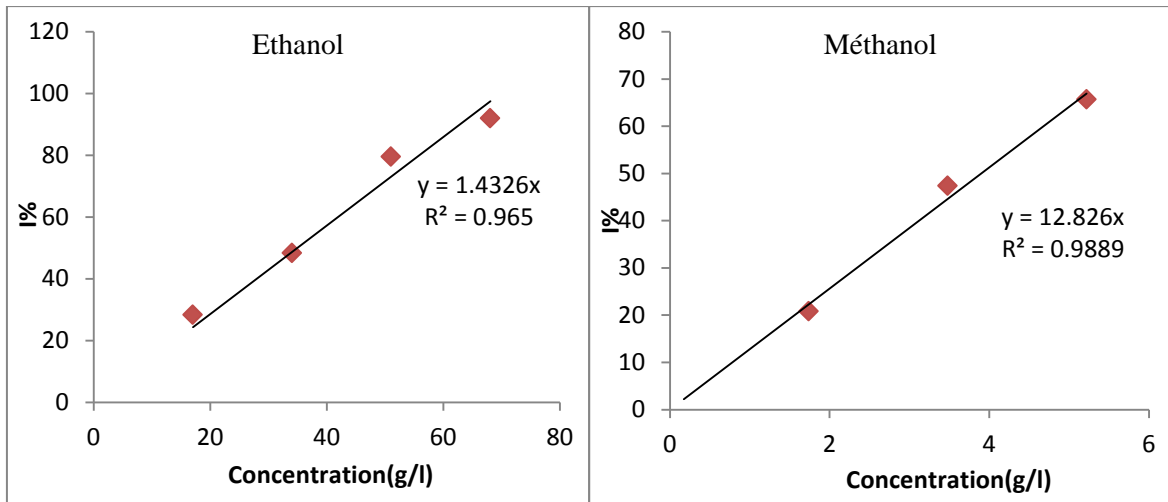 Ethanol
120
100
80
60
40
20
0
I%
y = 1.4326x
R² = 0.965
0 20 40 60 80
Concentration(g/l)
Méthanol
80
70
60
50
40
30
20
10
0
I%
y = 12.826x
R² = 0.9889
0 2 4 6
Concentration(g/l)